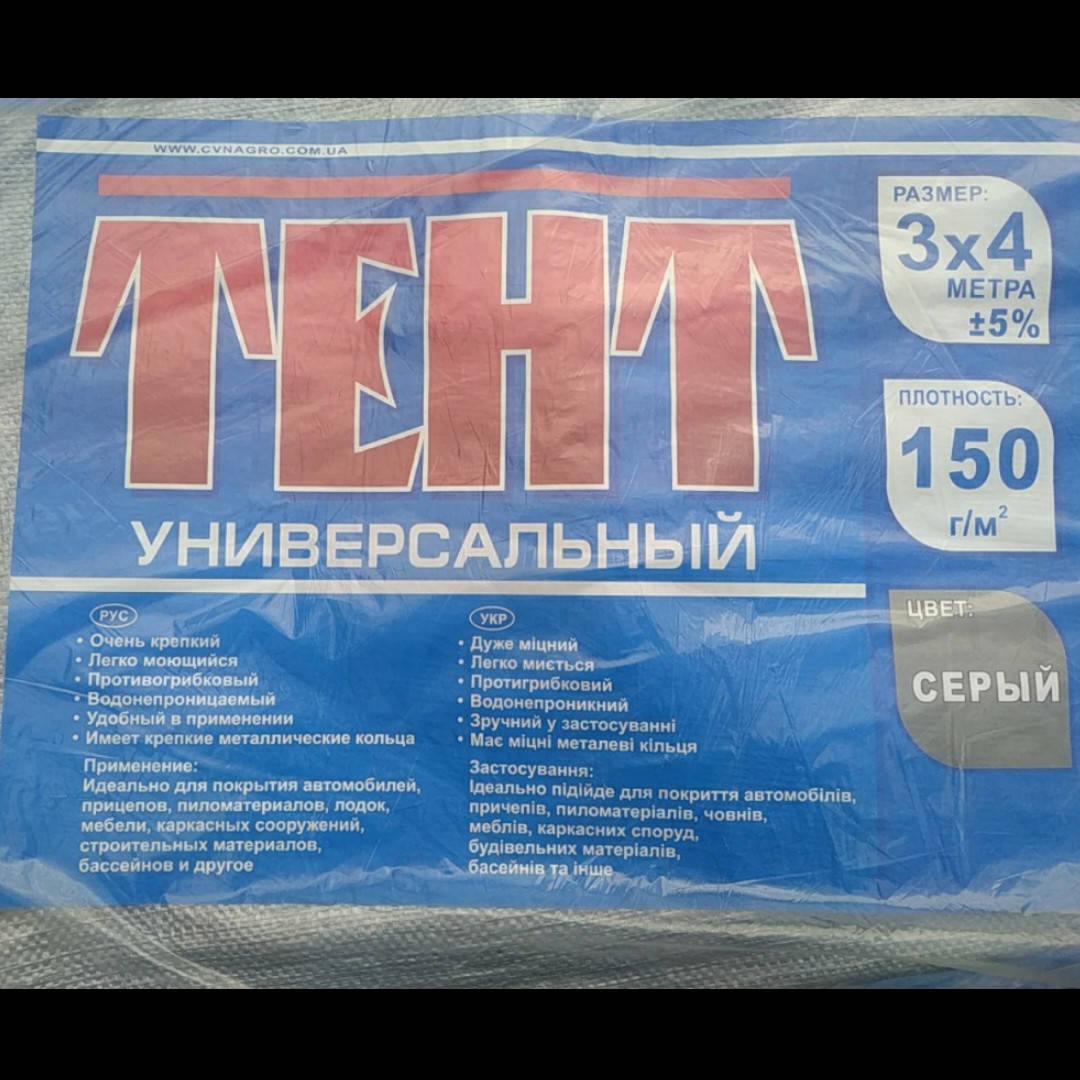 WWW.CVNAGRO.COM.UA
ТЕНТ
УНИВЕРСАЛЬНЫЙ
РАЗМЕР:
3х4
МЕТРА
±5%
ПЛОТНОСТЬ:
150
г/м²
ЦВЕТ:
СЕРЫЙ
РУС
• Очень крепкий
• Легко моющийся
• Противогрибковый
• Водонепроницаемый
• Удобный в применении
• Имеет крепкие металлические кольца
Применение:
Идеально для покрытия автомобилей,
прицепов, пиломатериалов, лодок,
мебели, каркасных сооружений,
строительных материалов,
бассейнов и другое
УКР
• Дуже міцний
• Легко миється
• Протигрибковий
• Водонепроникний
• Зручний у застосуванні
• Має міцні металеві кільця
Застосування:
Ідеально підійде для покриття автомобілів,
причепів, пиломатеріалів, човнів,
меблів, каркасних споруд,
будівельних матеріалів,
басейнів та інше